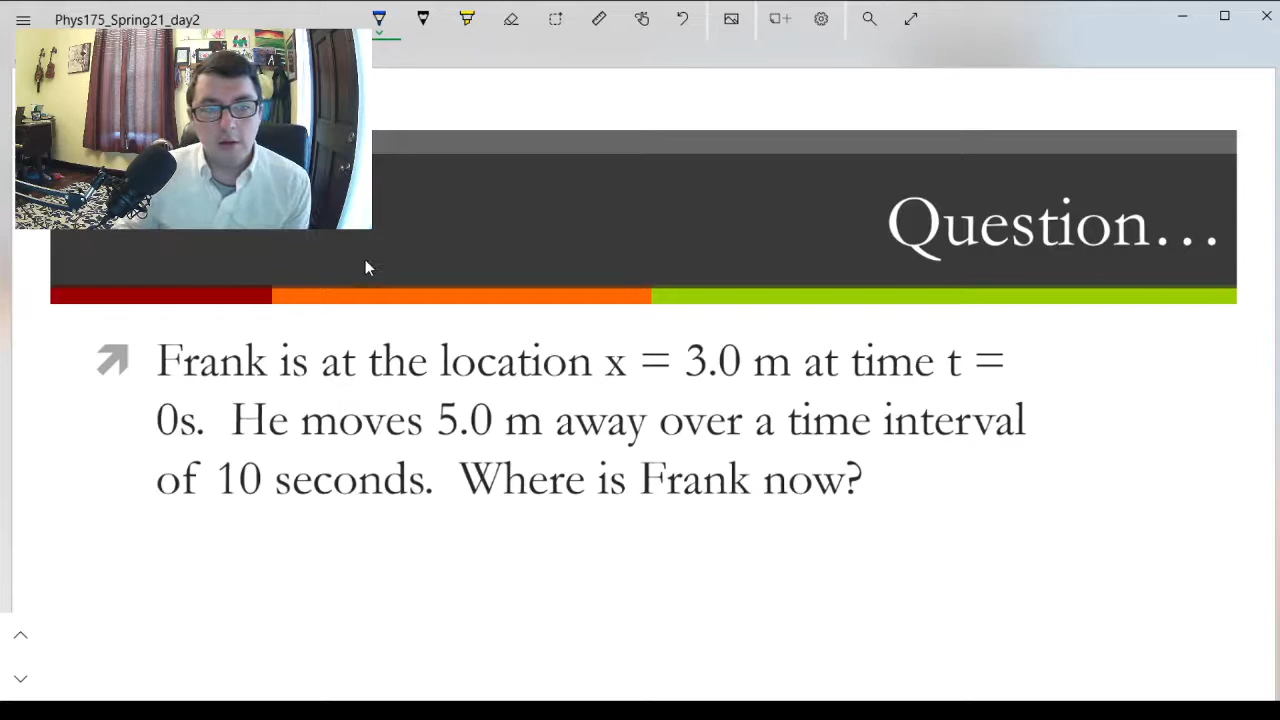 Phys175_Spring21_day2
Question…
Frank is at the location x = 3.0 m at time t =
0s. He moves 5.0 m away over a time interval
of 10 seconds. Where is Frank now?